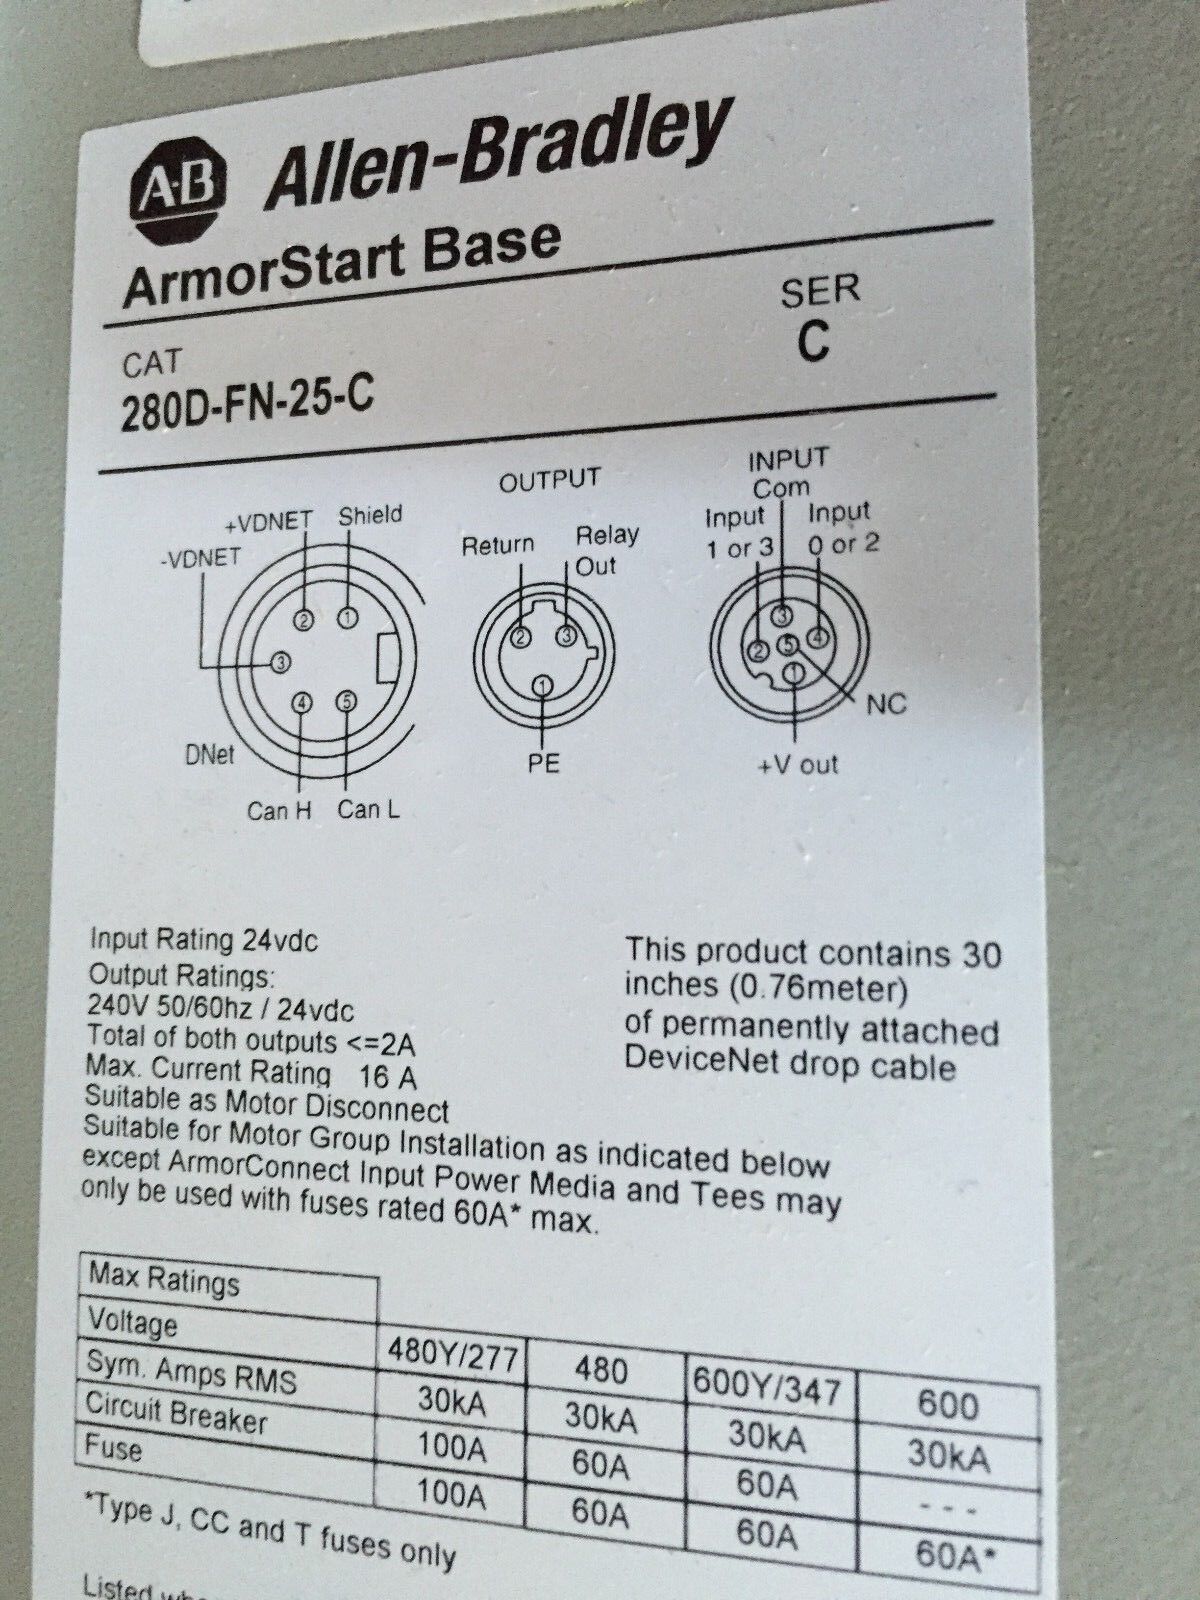 A-B Allen-Bradley
ArmorStart Base
CAT
280D-FN-25-C
SER
C
+VDNET Shield
-VDNET
2 1
3
4 5
DNet
Can H Can L
OUTPUT
Return Relay
Out
2 3
1
PE
INPUT
Com
Input Input
1 or 3 0 or 2
3
2 5 4
1
NC
+V out
Input Rating 24vdc
Output Ratings:
240V 50/60hz / 24vdc
Total of both outputs <=2A
Max. Current Rating 16 A
Suitable as Motor Disconnect
Suitable for Motor Group Installation as indicated below
except ArmorConnect Input Power Media and Tees may
only be used with fuses rated 60A* max.
This product contains 30
inches (0.76meter)
of permanently attached
DeviceNet drop cable
Max Ratings
Voltage 480Y/277 480 600Y/347 600
Sym. Amps RMS 30kA 30kA 30kA 30kA
Circuit Breaker 100A 60A 60A ---
Fuse 100A 60A 60A 60A*
*Type J, CC and T fuses only
Listed